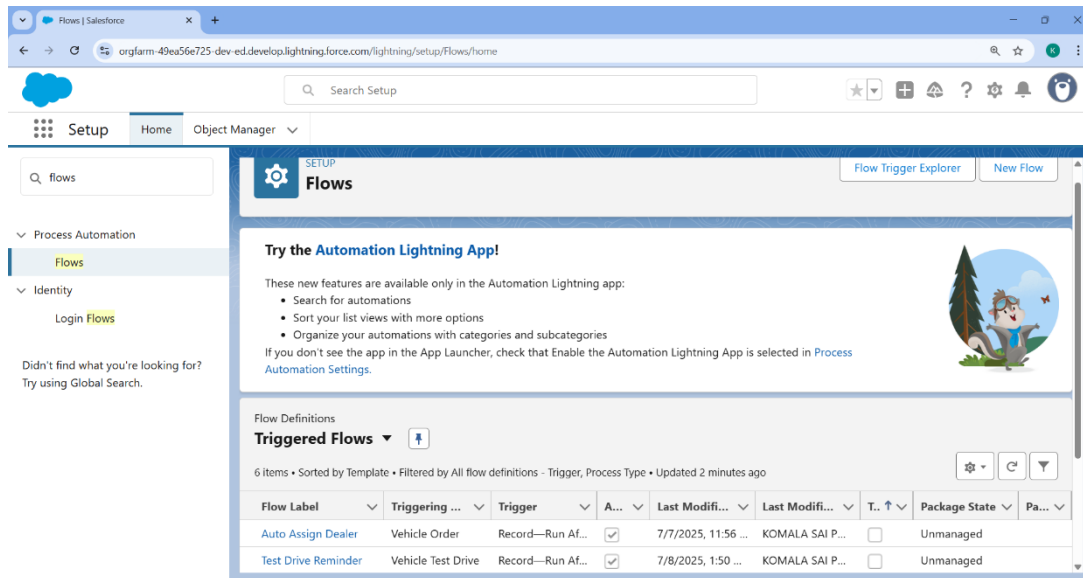 Flows | Salesforce
orgfarm-49ea56e725-dev-ed.develop.lightning.force.com/lightning/setup/Flows/home
K
Search Setup
Setup
Home
Object Manager
flows
Process Automation
Flows
Identity
Login Flows
Didn't find what you're looking for?
Try using Global Search.
SETUP
Flows
Flow Trigger Explorer
New Flow
Try the Automation Lightning App!
These new features are available only in the Automation Lightning app:
• Search for automations
• Sort your list views with more options
• Organize your automations with categories and subcategories
If you don't see the app in the App Launcher, check that Enable the Automation Lightning App is selected in Process
Automation Settings.
Flow Definitions
Triggered Flows
6 items • Sorted by Template • Filtered by All flow definitions - Trigger, Process Type • Updated 2 minutes ago
Flow Label Triggering ... Trigger A... Last Modifi... Last Modifi... T.. Package State Pa...
Auto Assign Dealer Vehicle Order Record—Run Af... 7/7/2025, 11:56 ... KOMALA SAI P... Unmanaged
Test Drive Reminder Vehicle Test Drive Record—Run Af... 7/8/2025, 1:50 ... KOMALA SAI P... Unmanaged